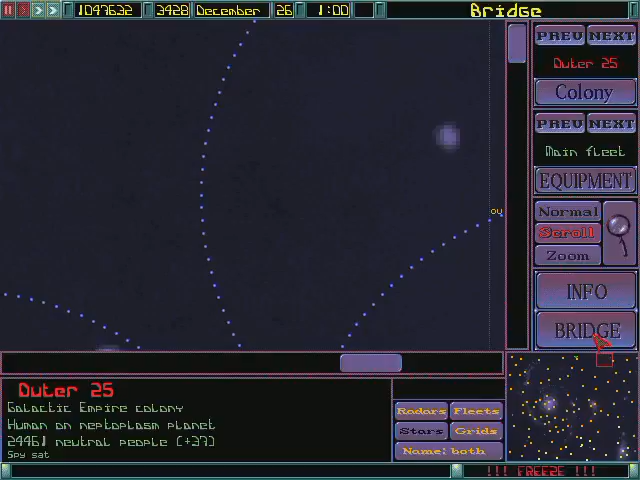 1047632 3428 December 26 1:00 Bridge
PREV NEXT
Outer 25
Colony
PREV NEXT
Main fleet
EQUIPMENT
Normal
Scroll
Zoom
INFO
BRIDGE
Outer 25
Galactic Empire colony
Human on neptoplasm planet
24461 neutral people (+37)
Spy sat
Radars Fleets
Stars Grids
Name: both
!!! FREEZE !!!